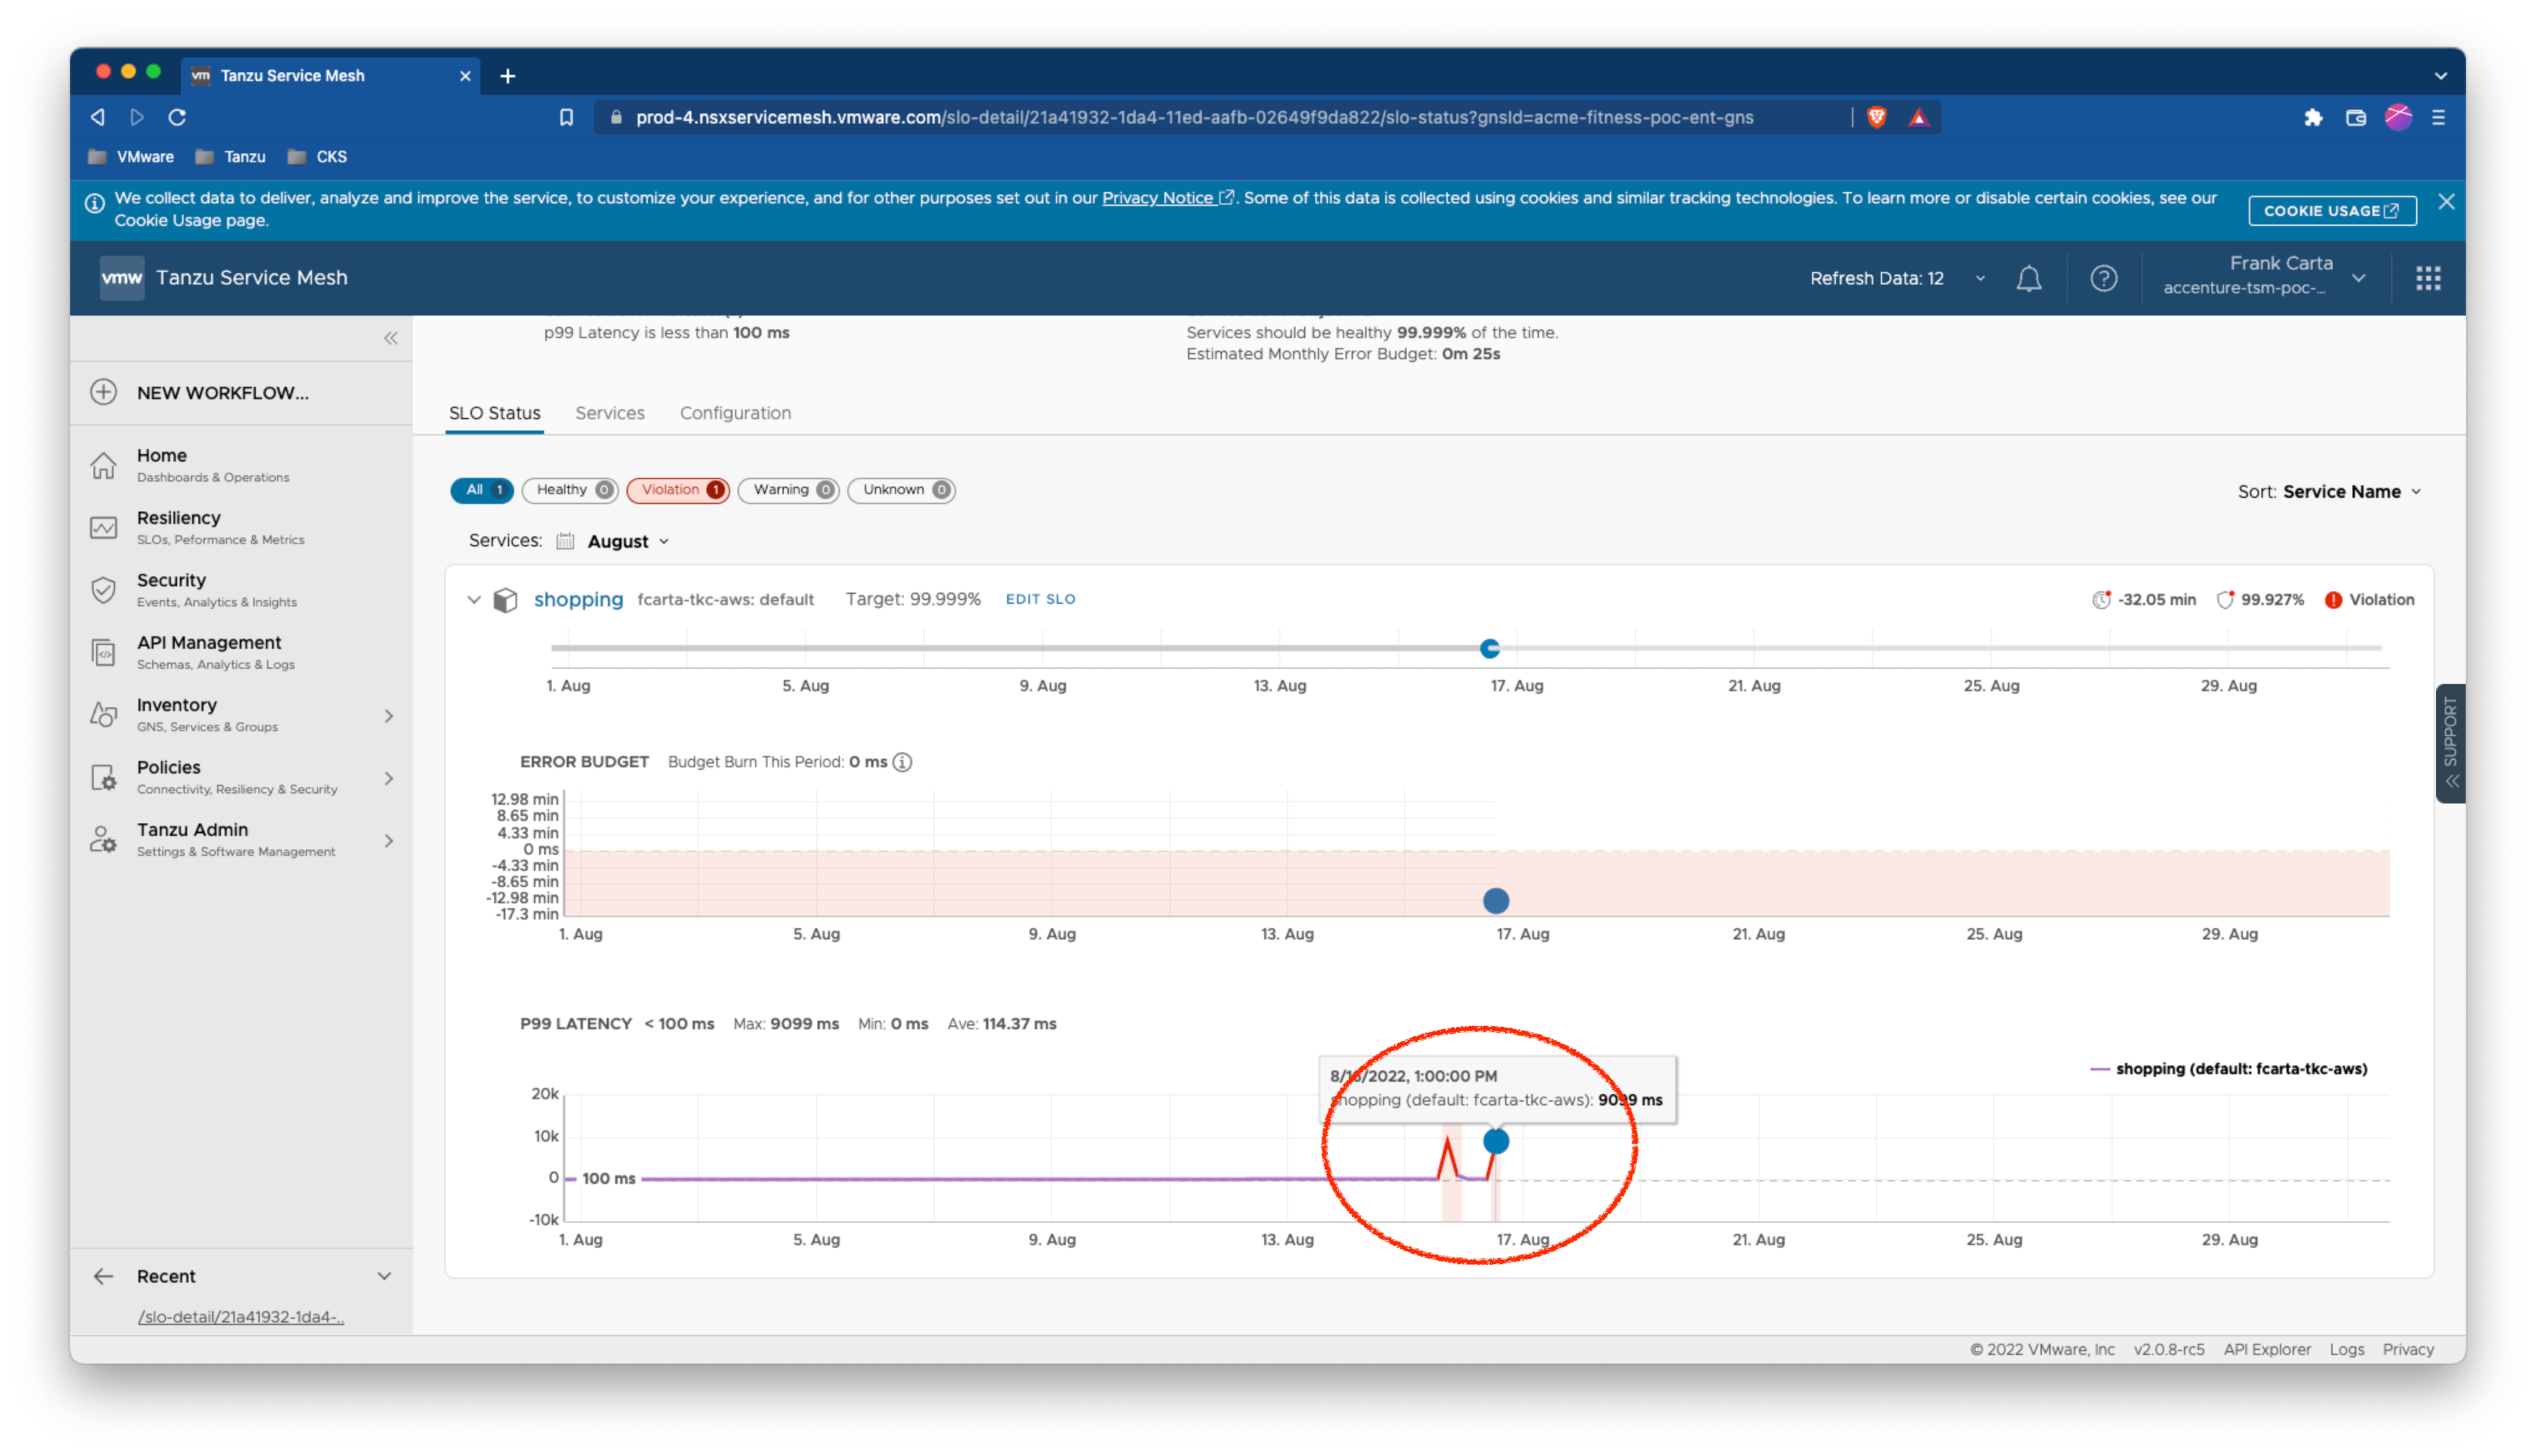 vm Tanzu Service Mesh
prod-4.nsxservicemesh.vmware.com/slo-detail/21a41932-1da4-11ed-aafb-02649f9da822/slo-status?gnsId=acme-fitness-poc-ent-gns
VMware Tanzu CKS
We collect data to deliver, analyze and improve the service, to customize your experience, and for other purposes set out in our Privacy Notice. Some of this data is collected using cookies and similar tracking technologies. To learn more or disable certain cookies, see our
Cookie Usage page.
COOKIE USAGE
vmw Tanzu Service Mesh
Refresh Data: 12
Frank Carta
accenture-tsm-poc-...
NEW WORKFLOW...
Home
Dashboards & Operations
Resiliency
SLOs, Peformance & Metrics
Security
Events, Analytics & Insights
API Management
Schemas, Analytics & Logs
Inventory
GNS, Services & Groups
Policies
Connectivity, Resiliency & Security
Tanzu Admin
Settings & Software Management
Recent
/slo-detail/21a41932-1da4-..
p99 Latency is less than 100 ms
Services should be healthy 99.999% of the time.
Estimated Monthly Error Budget: 0m 25s
SLO Status Services Configuration
All 1 Healthy 0 Violation 1 Warning 0 Unknown 0
Sort: Service Name
Services: August
shopping fcarta-tkc-aws: default Target: 99.999% EDIT SLO
-32.05 min 99.927% Violation
1. Aug 5. Aug 9. Aug 13. Aug 17. Aug 21. Aug 25. Aug 29. Aug
ERROR BUDGET Budget Burn This Period: 0 ms
12.98 min
8.65 min
4.33 min
0 ms
-4.33 min
-8.65 min
-12.98 min
-17.3 min
1. Aug 5. Aug 9. Aug 13. Aug 17. Aug 21. Aug 25. Aug 29. Aug
P99 LATENCY < 100 ms Max: 9099 ms Min: 0 ms Ave: 114.37 ms
8/16/2022, 1:00:00 PM
shopping (default: fcarta-tkc-aws): 9099 ms
shopping (default: fcarta-tkc-aws)
20k
10k
0
100 ms
-10k
1. Aug 5. Aug 9. Aug 13. Aug 17. Aug 21. Aug 25. Aug 29. Aug
SUPPORT
© 2022 VMware, Inc v2.0.8-rc5 API Explorer Logs Privacy